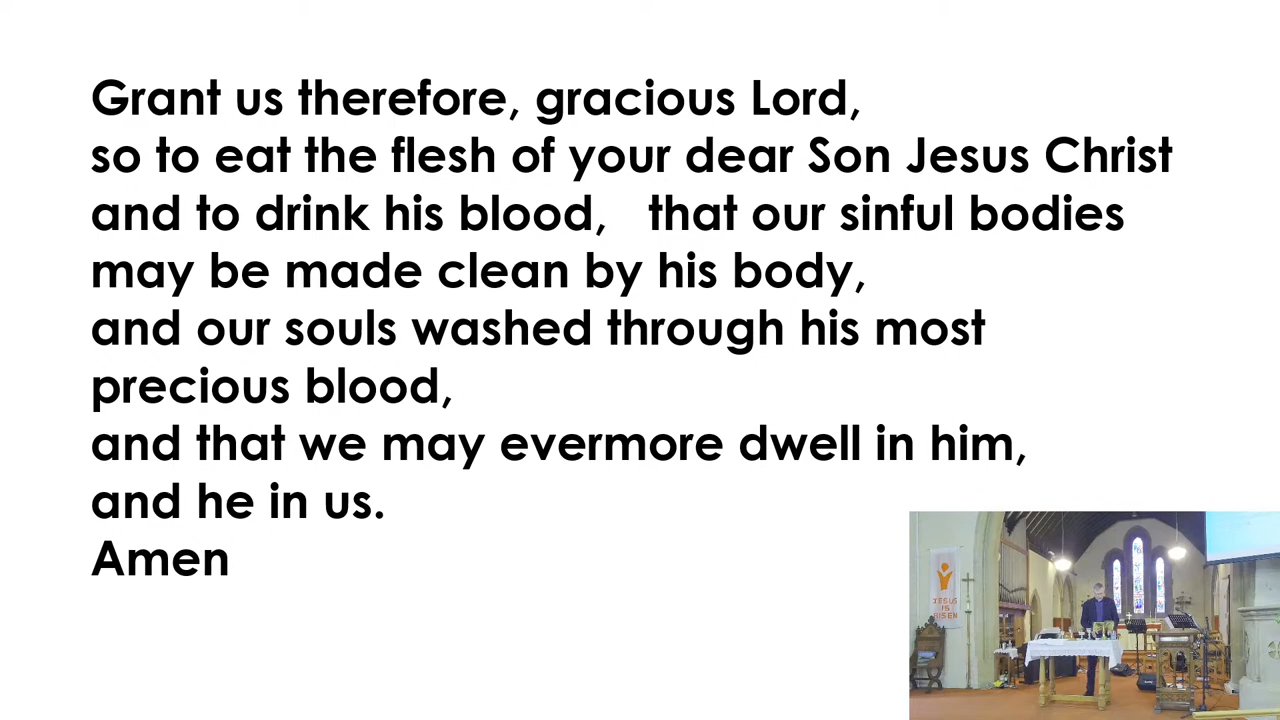 Grant us therefore, gracious Lord,
so to eat the flesh of your dear Son Jesus Christ
and to drink his blood,   that our sinful bodies
may be made clean by his body,
and our souls washed through his most
precious blood,
and that we may evermore dwell in him,
and he in us.
Amen
JESUS
IS
RISEN